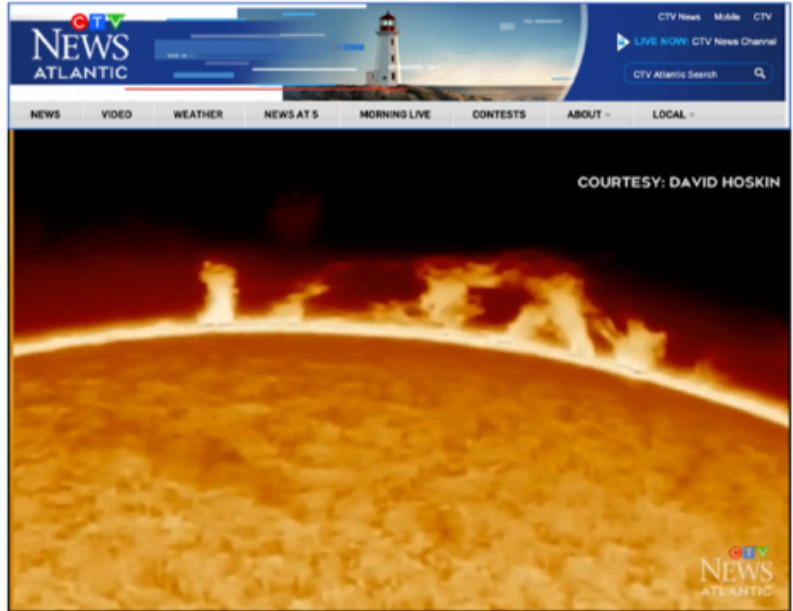 CTV
NEWS
ATLANTIC
CTV News Mobile CTV
LIVE NOW: CTV News Channel
CTV Atlantic Search
NEWS VIDEO WEATHER NEWS AT 5 MORNING LIVE CONTESTS ABOUT LOCAL
COURTESY: DAVID HOSKIN
CTV
NEWS
ATLANTIC